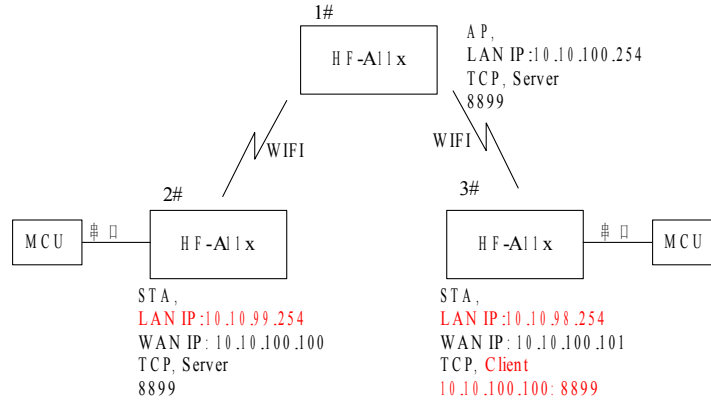 1#
HF-A11x
AP,
LAN IP:10.10.100.254
TCP, Server
8899
WIFI
WIFI
2#
3#
MCU
串口
HF-A11x
HF-A11x
串口
MCU
STA,
LAN IP:10.10.99.254
WAN IP: 10.10.100.100
TCP, Server
8899
STA,
LAN IP:10.10.98.254
WAN IP: 10.10.100.101
TCP, Client
10.10.100.100: 8899